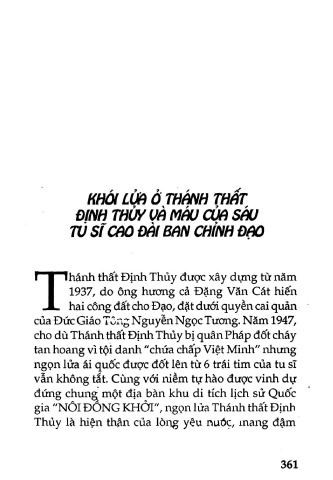 KHÓI LỬA Ở THÁNH THẤT
ĐỊNH THỦY VÀ MÁU CỦA SÁU
TU SĨ CAO ĐÀI BAN CHỈNH ĐẠO
Thánh thất Định Thủy được xây dựng từ năm
1937, do ông hương cả Đặng Văn Cát hiến
hai công đất cho Đạo, đặt dưới quyền cai quản
của Đức Giáo Tông Nguyễn Ngọc Tương. Năm 1947,
cho dù Thánh thất Định Thủy bị quân Pháp đốt cháy
tan hoang vì tội danh “chứa chấp Việt Minh” nhưng
ngọn lửa ái quốc được đốt lên từ 6 trái tim của tu sĩ
vẫn không tắt. Cùng với niềm tự hào được vinh dự
đứng chung một địa bàn khu di tích lịch sử Quốc
gia “NÔI ĐỒNG KHỞI”, ngọn lửa Thánh thất Định
Thủy là hiện thân của lòng yêu nước, mang đậm
361